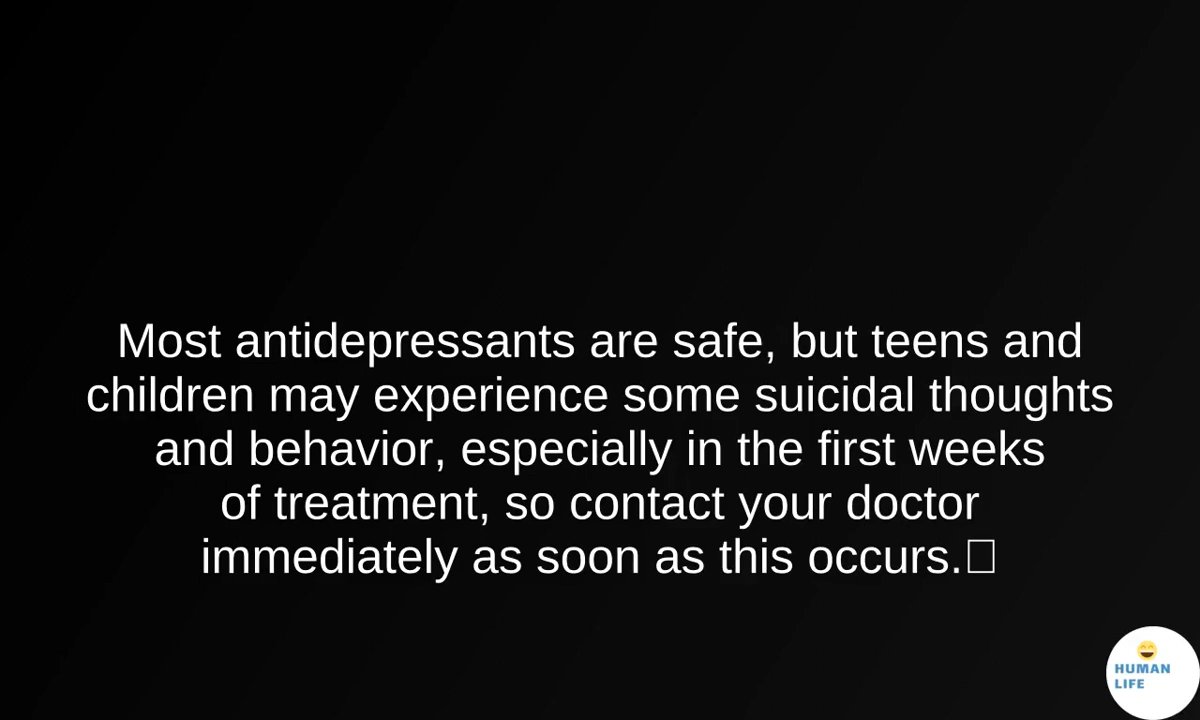 Most antidepressants are safe, but teens and
children may experience some suicidal thoughts
and behavior, especially in the first weeks
of treatment, so contact your doctor
immediately as soon as this occurs.
HUMAN
LIFE